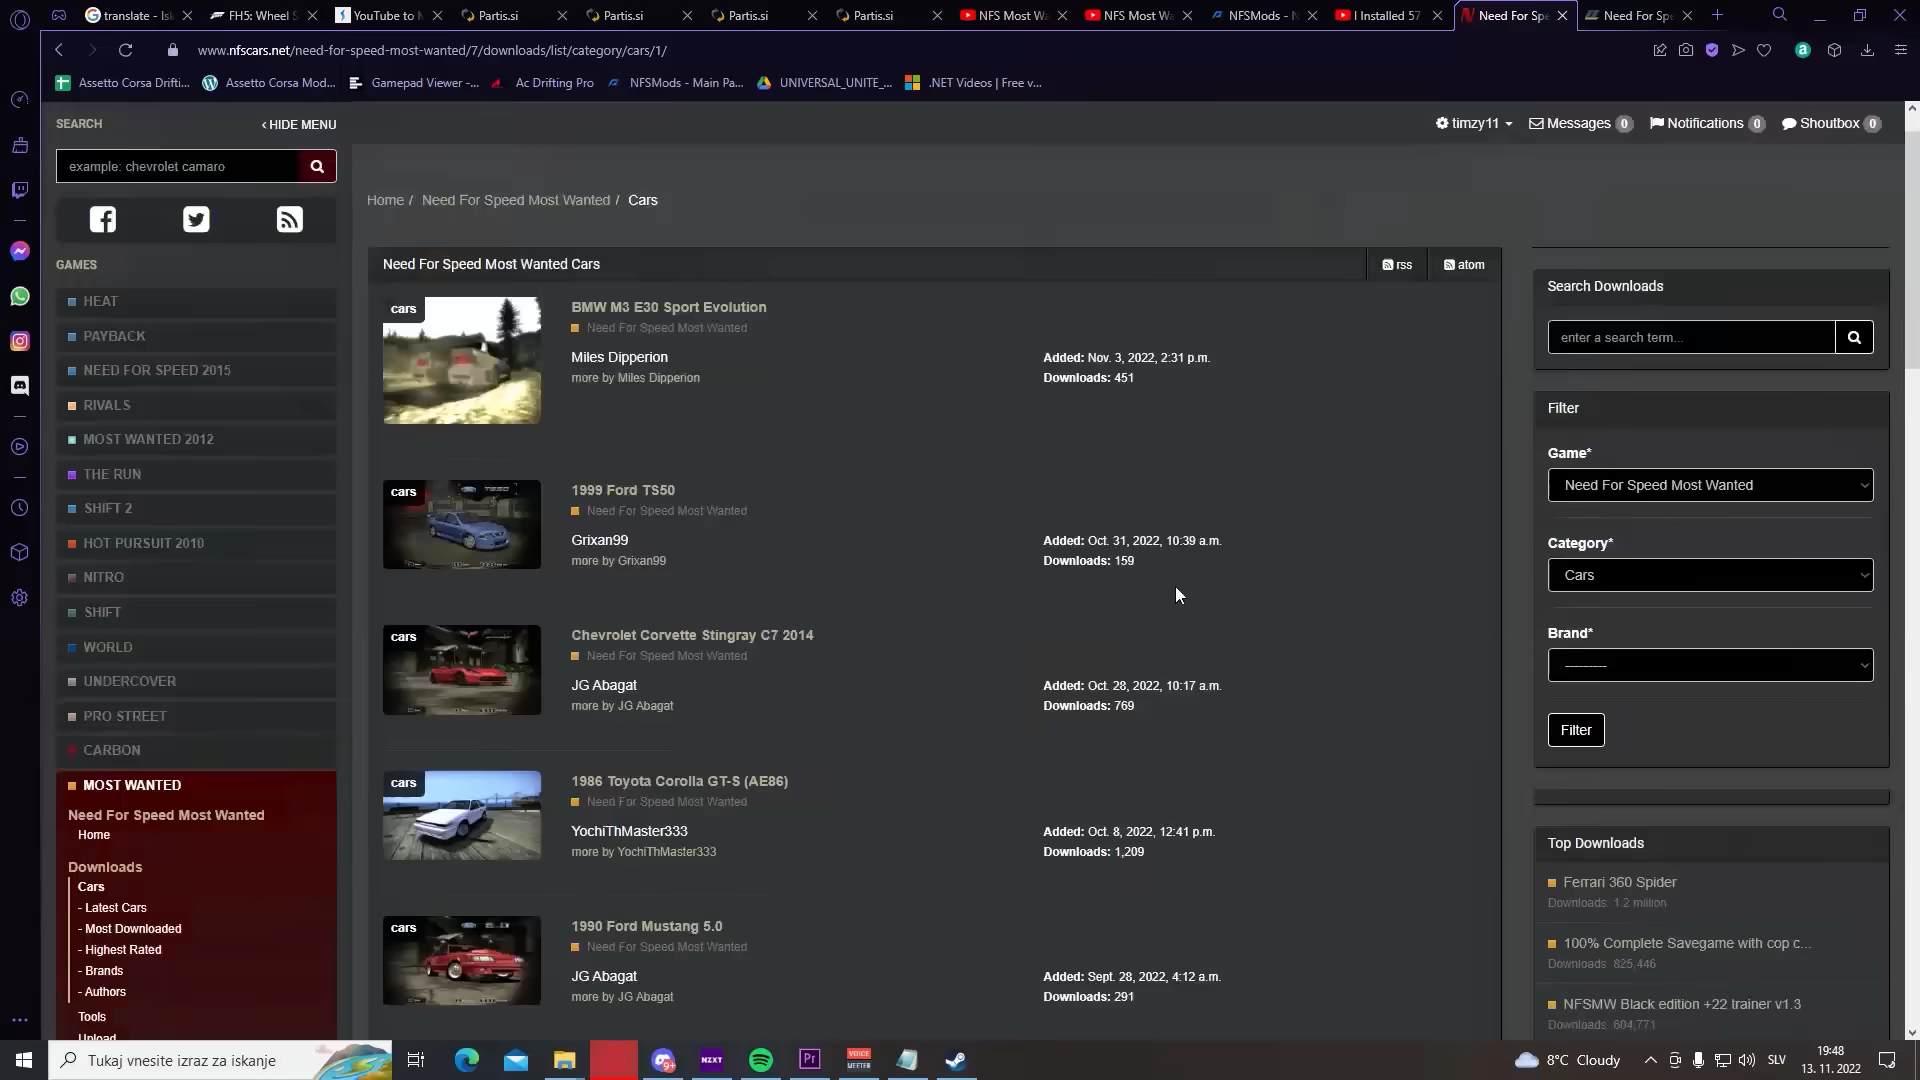 translate - Isk
FH5: Wheel S
YouTube to M
Partis.si
Partis.si
Partis.si
Partis.si
NFS Most Wa
NFS Most Wa
NFSMods - N
I Installed 57
Need For Spe
Need For Spe
www.nfscars.net/need-for-speed-most-wanted/7/downloads/list/category/cars/1/
Assetto Corsa Drifti...
Assetto Corsa Mod...
Gamepad Viewer -...
Ac Drifting Pro
NFSMods - Main Pa...
UNIVERSAL_UNITE_...
.NET Videos | Free v...
SEARCH
HIDE MENU
example: chevrolet camaro
timzy11
Messages 0
Notifications 0
Shoutbox 0
GAMES
HEAT
PAYBACK
NEED FOR SPEED 2015
RIVALS
MOST WANTED 2012
THE RUN
SHIFT 2
HOT PURSUIT 2010
NITRO
SHIFT
WORLD
UNDERCOVER
PRO STREET
CARBON
MOST WANTED
Need For Speed Most Wanted
Home
Downloads
Cars
- Latest Cars
- Most Downloaded
- Highest Rated
- Brands
- Authors
Tools
Upload
Home / Need For Speed Most Wanted / Cars
Need For Speed Most Wanted Cars
rss
atom
cars
BMW M3 E30 Sport Evolution
Need For Speed Most Wanted
Miles Dipperion
more by Miles Dipperion
Added: Nov. 3, 2022, 2:31 p.m.
Downloads: 451
cars
1999 Ford TS50
Need For Speed Most Wanted
Grixan99
more by Grixan99
Added: Oct. 31, 2022, 10:39 a.m.
Downloads: 159
cars
Chevrolet Corvette Stingray C7 2014
Need For Speed Most Wanted
JG Abagat
more by JG Abagat
Added: Oct. 28, 2022, 10:17 a.m.
Downloads: 769
cars
1986 Toyota Corolla GT-S (AE86)
Need For Speed Most Wanted
YochiThMaster333
more by YochiThMaster333
Added: Oct. 8, 2022, 12:41 p.m.
Downloads: 1,209
cars
1990 Ford Mustang 5.0
Need For Speed Most Wanted
JG Abagat
more by JG Abagat
Added: Sept. 28, 2022, 4:12 a.m.
Downloads: 291
Search Downloads
enter a search term...
Filter
Game*
Need For Speed Most Wanted
Category*
Cars
Brand*
---------
Filter
Top Downloads
Ferrari 360 Spider
Downloads: 1.2 million
100% Complete Savegame with cop c...
Downloads: 825,446
NFSMW Black edition +22 trainer v1.3
Downloads: 604,771
Tukaj vnesite izraz za iskanje
9+
NZXT
Pr
VOICE
MEETER
8°C Cloudy
SLV
19:48
13. 11. 2022